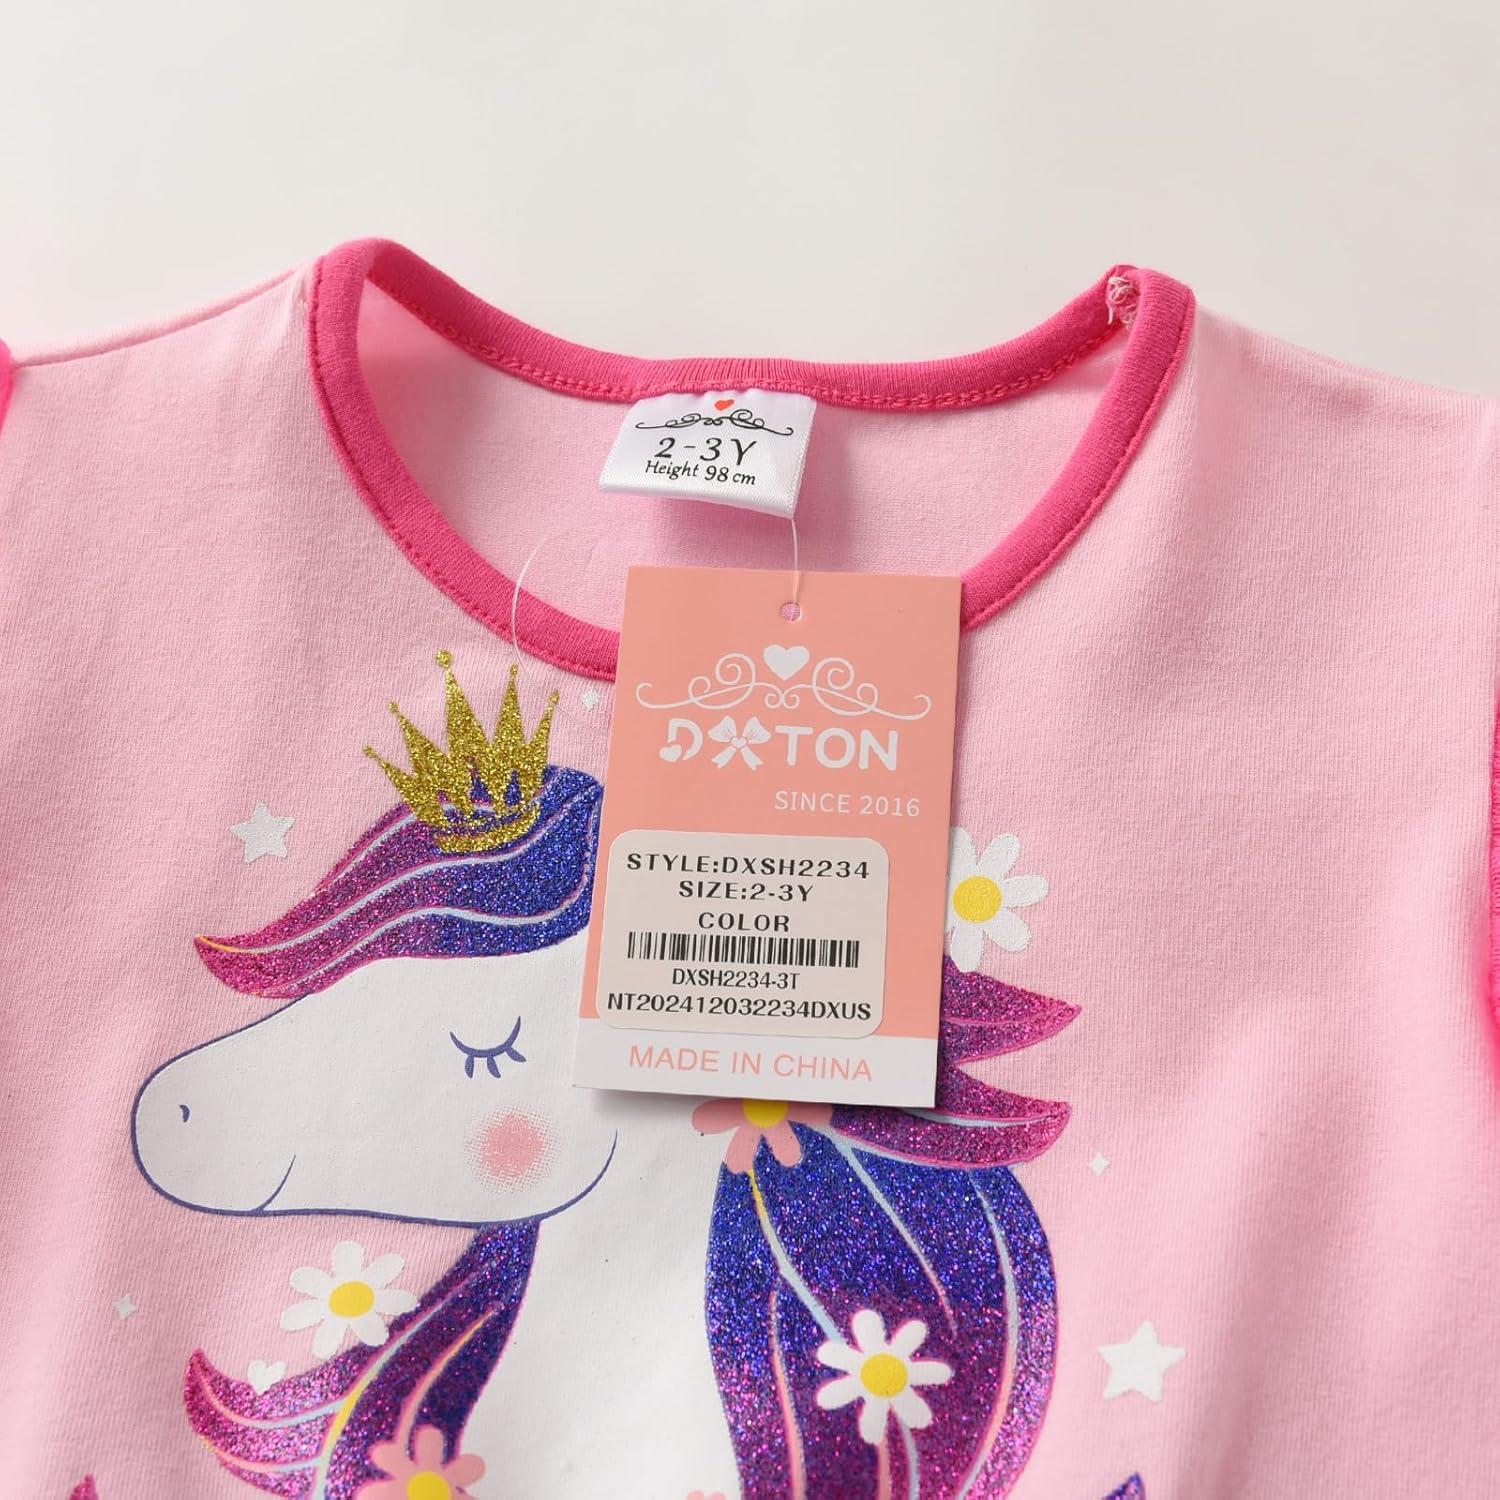 2-3Y
Height 98 cm
DXTON
SINCE 2016
STYLE:DXSH2234
SIZE:2-3Y
COLOR
DXSH2234-3T
NT202412032234DXUS
MADE IN CHINA